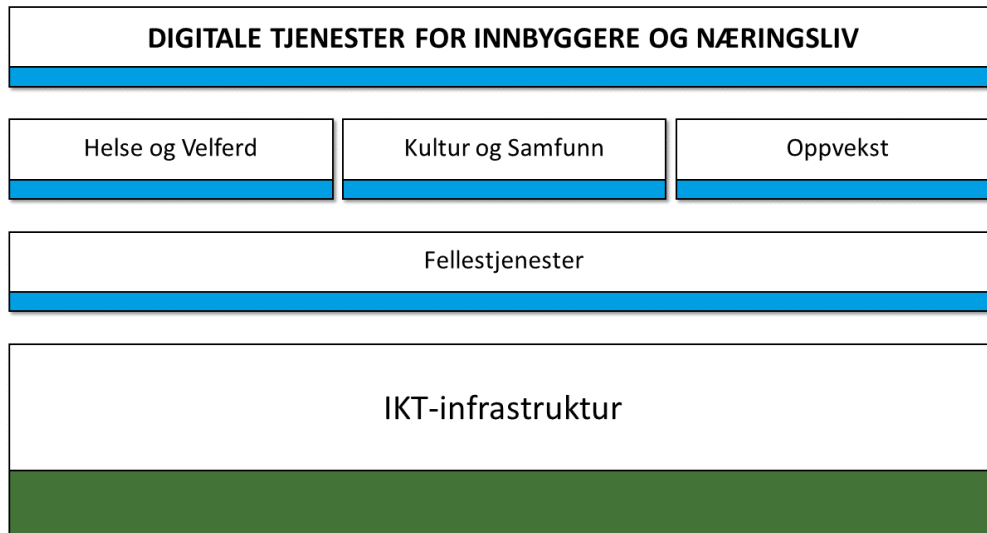 DIGITALE TJENESTER FOR INNBYGGERE OG NÆRINGSLIV
Helse og Velferd
Kultur og Samfunn
Oppvekst
Fellestjenester
IKT-infrastruktur